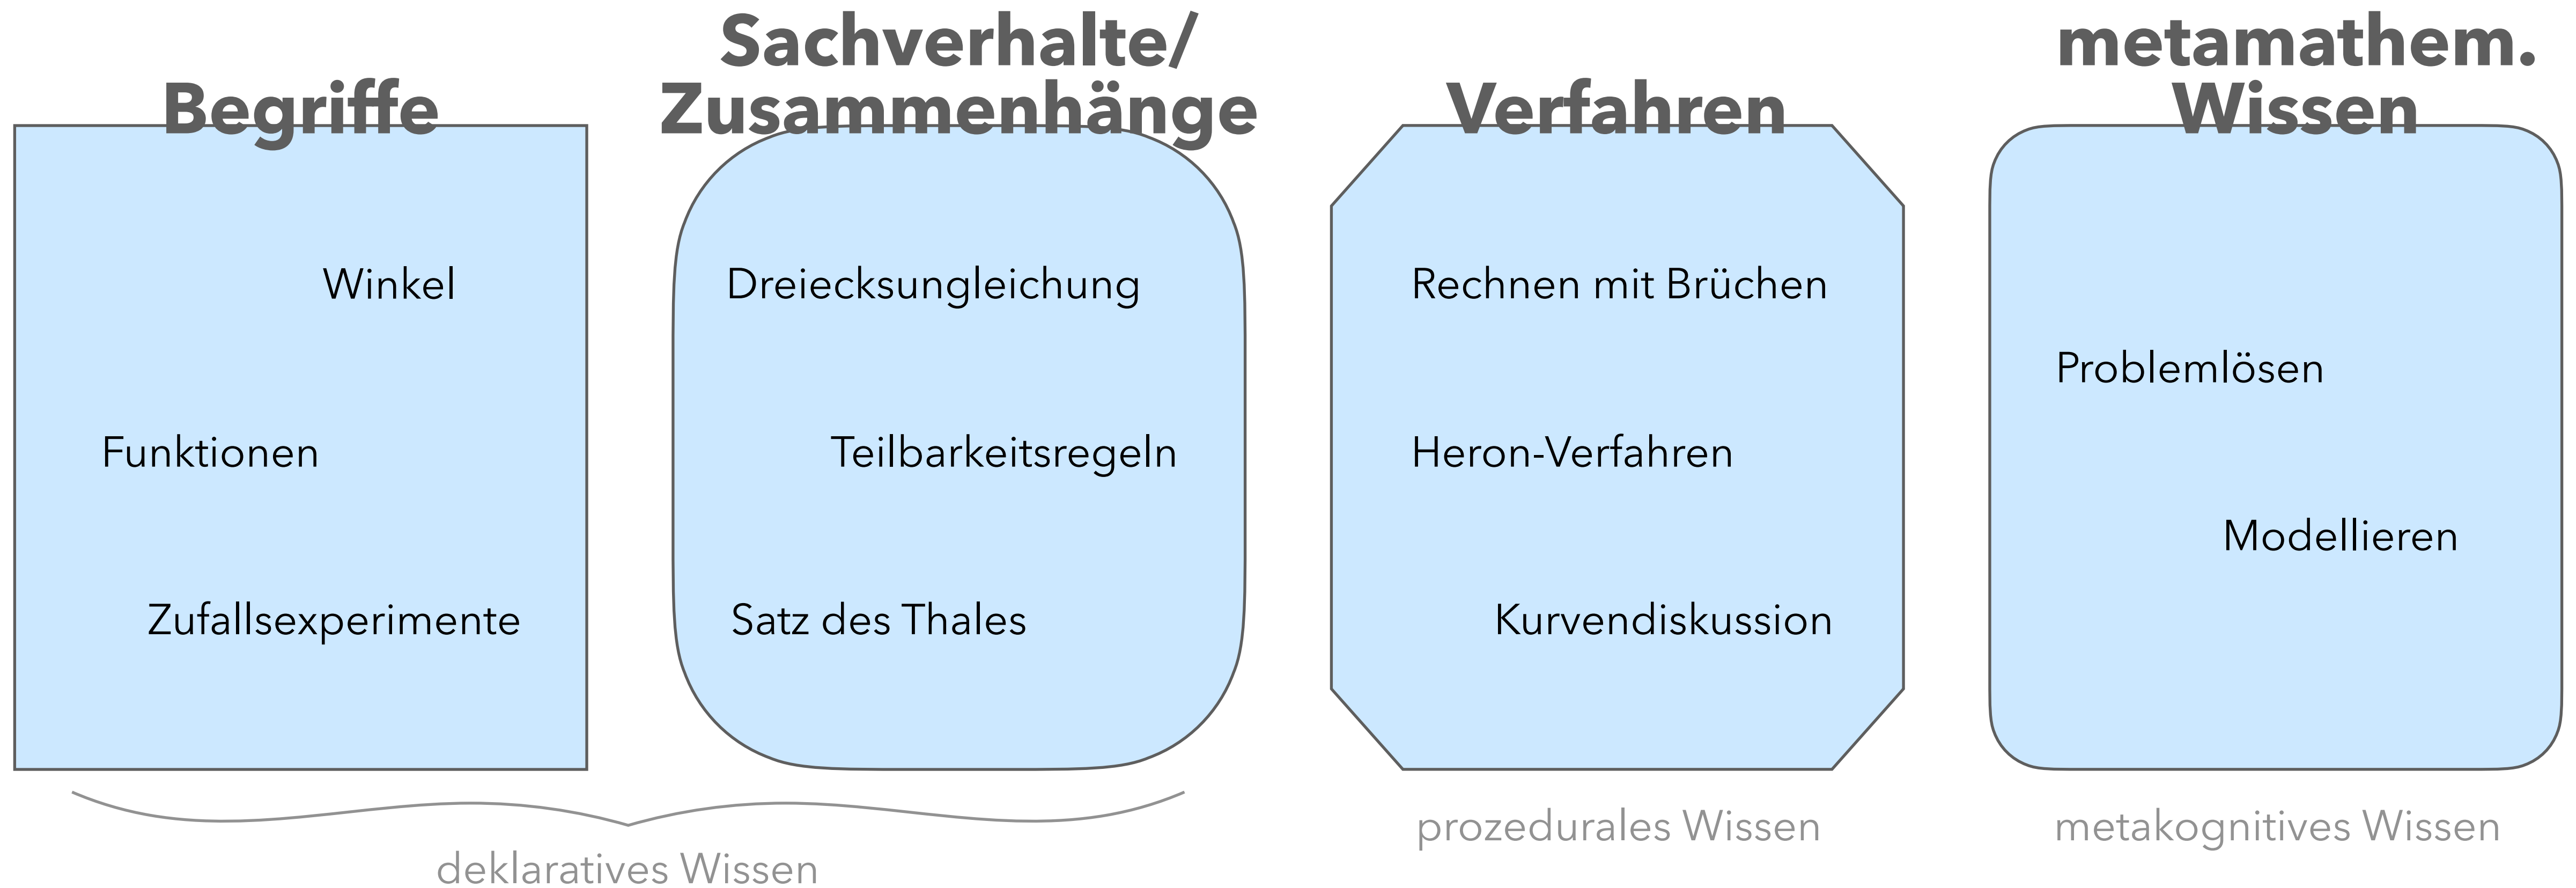 Begriffe
Winkel
Funktionen
Zufallsexperimente
Sachverhalte/
Zusammenhänge
Dreiecksungleichung
Teilbarkeitsregeln
Satz des Thales
deklaratives Wissen
Verfahren
Rechnen mit Brüchen
Heron-Verfahren
Kurvendiskussion
prozedurales Wissen
metamathem.
Wissen
Problemlösen
Modellieren
metakognitives Wissen